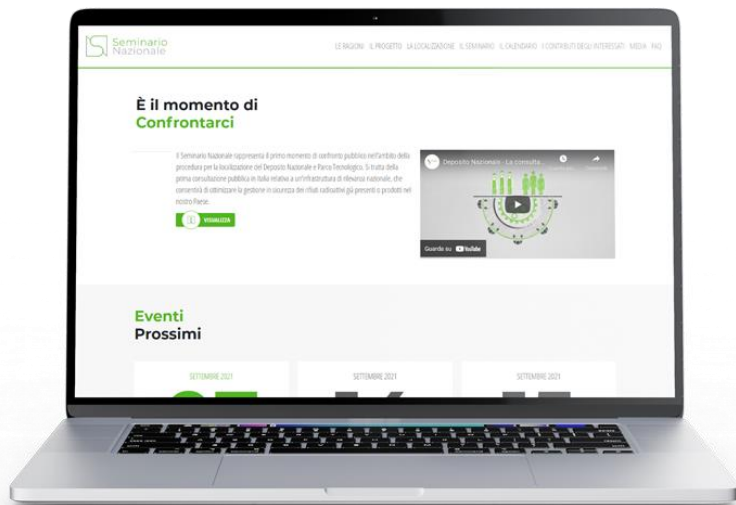 Seminario
Nazionale
LE RAGIONI IL PROGETTO LA LOCALIZZAZIONE IL SEMINARIO IL CALENDARIO I CONTRIBUTI DEGLI INTERESSATI MEDIA FAQ
È il momento di
Confrontarci
Il Seminario Nazionale rappresenta il primo momento di confronto pubblico nell'ambito della
procedura per la localizzazione del Deposito Nazionale e Parco Tecnologico. Si tratta della
prima consultazione pubblica in Italia relativa a un'infrastruttura di rilevanza nazionale, che
consentirà di ottimizzare la gestione in sicurezza dei rifiuti radioattivi già presenti o prodotti nel
nostro Paese.
VISUALIZZA
Deposito Nazionale - La consulta...
Guarda su YouTube
Eventi
Prossimi
SETTEMBRE 2021
SETTEMBRE 2021
SETTEMBRE 2021